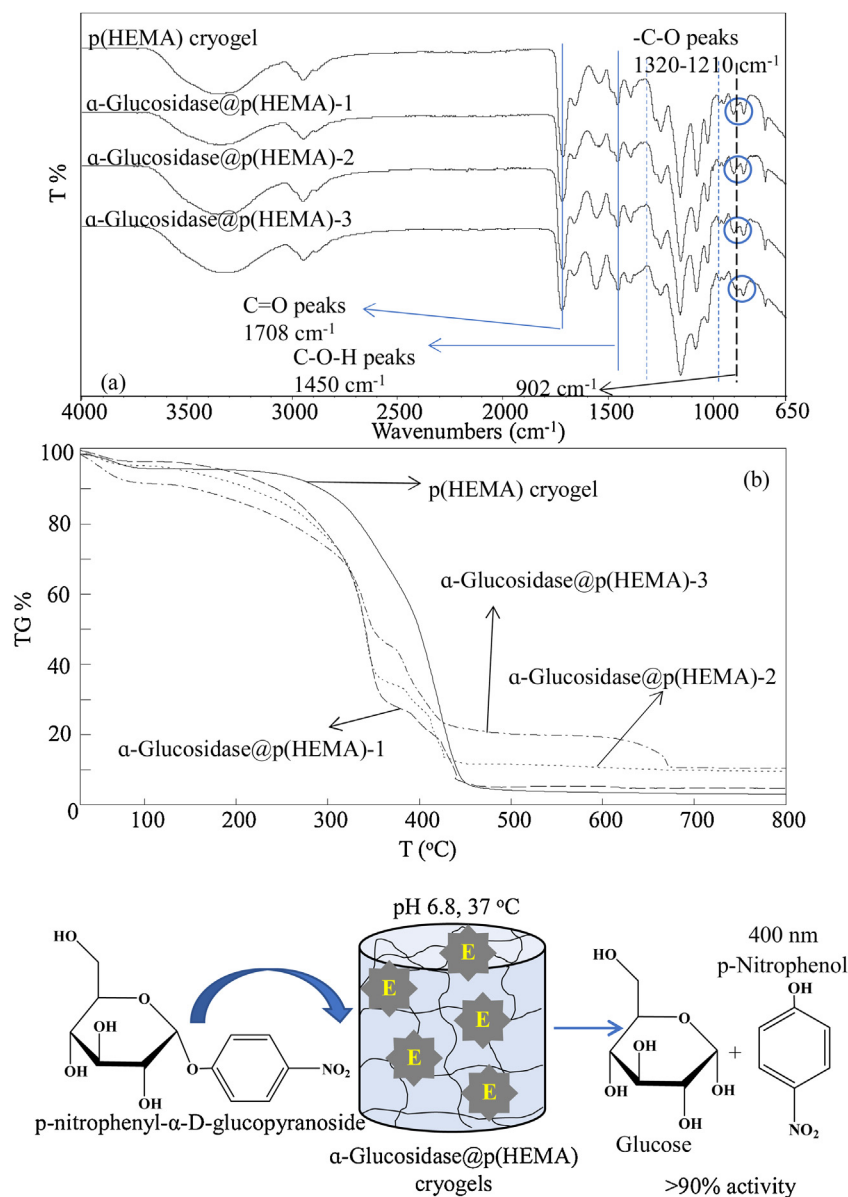 p(HEMA) cryogel
-C-O peaks
1320-1210 cm⁻¹
α-Glucosidase@p(HEMA)-1
α-Glucosidase@p(HEMA)-2
α-Glucosidase@p(HEMA)-3
T %
C=O peaks
1708 cm⁻¹
C-O-H peaks
1450 cm⁻¹
902 cm⁻¹
(a)
4000 3500 3000 2500 2000 1500 1000 650
Wavenumbers (cm⁻¹)
100
80
60
40
20
0
TG %
(b)
p(HEMA) cryogel
α-Glucosidase@p(HEMA)-3
α-Glucosidase@p(HEMA)-2
α-Glucosidase@p(HEMA)-1
100 200 300 400 500 600 700 800
T (°C)
pH 6.8, 37 °C
HO
O
OH
OH
OH
O
NO₂
p-nitrophenyl-α-D-glucopyranoside
E
E
E
E
E
α-Glucosidase@p(HEMA)
cryogels
HO
O
OH
OH
OH
OH
Glucose
+
400 nm
p-Nitrophenol
OH
NO₂
>90% activity